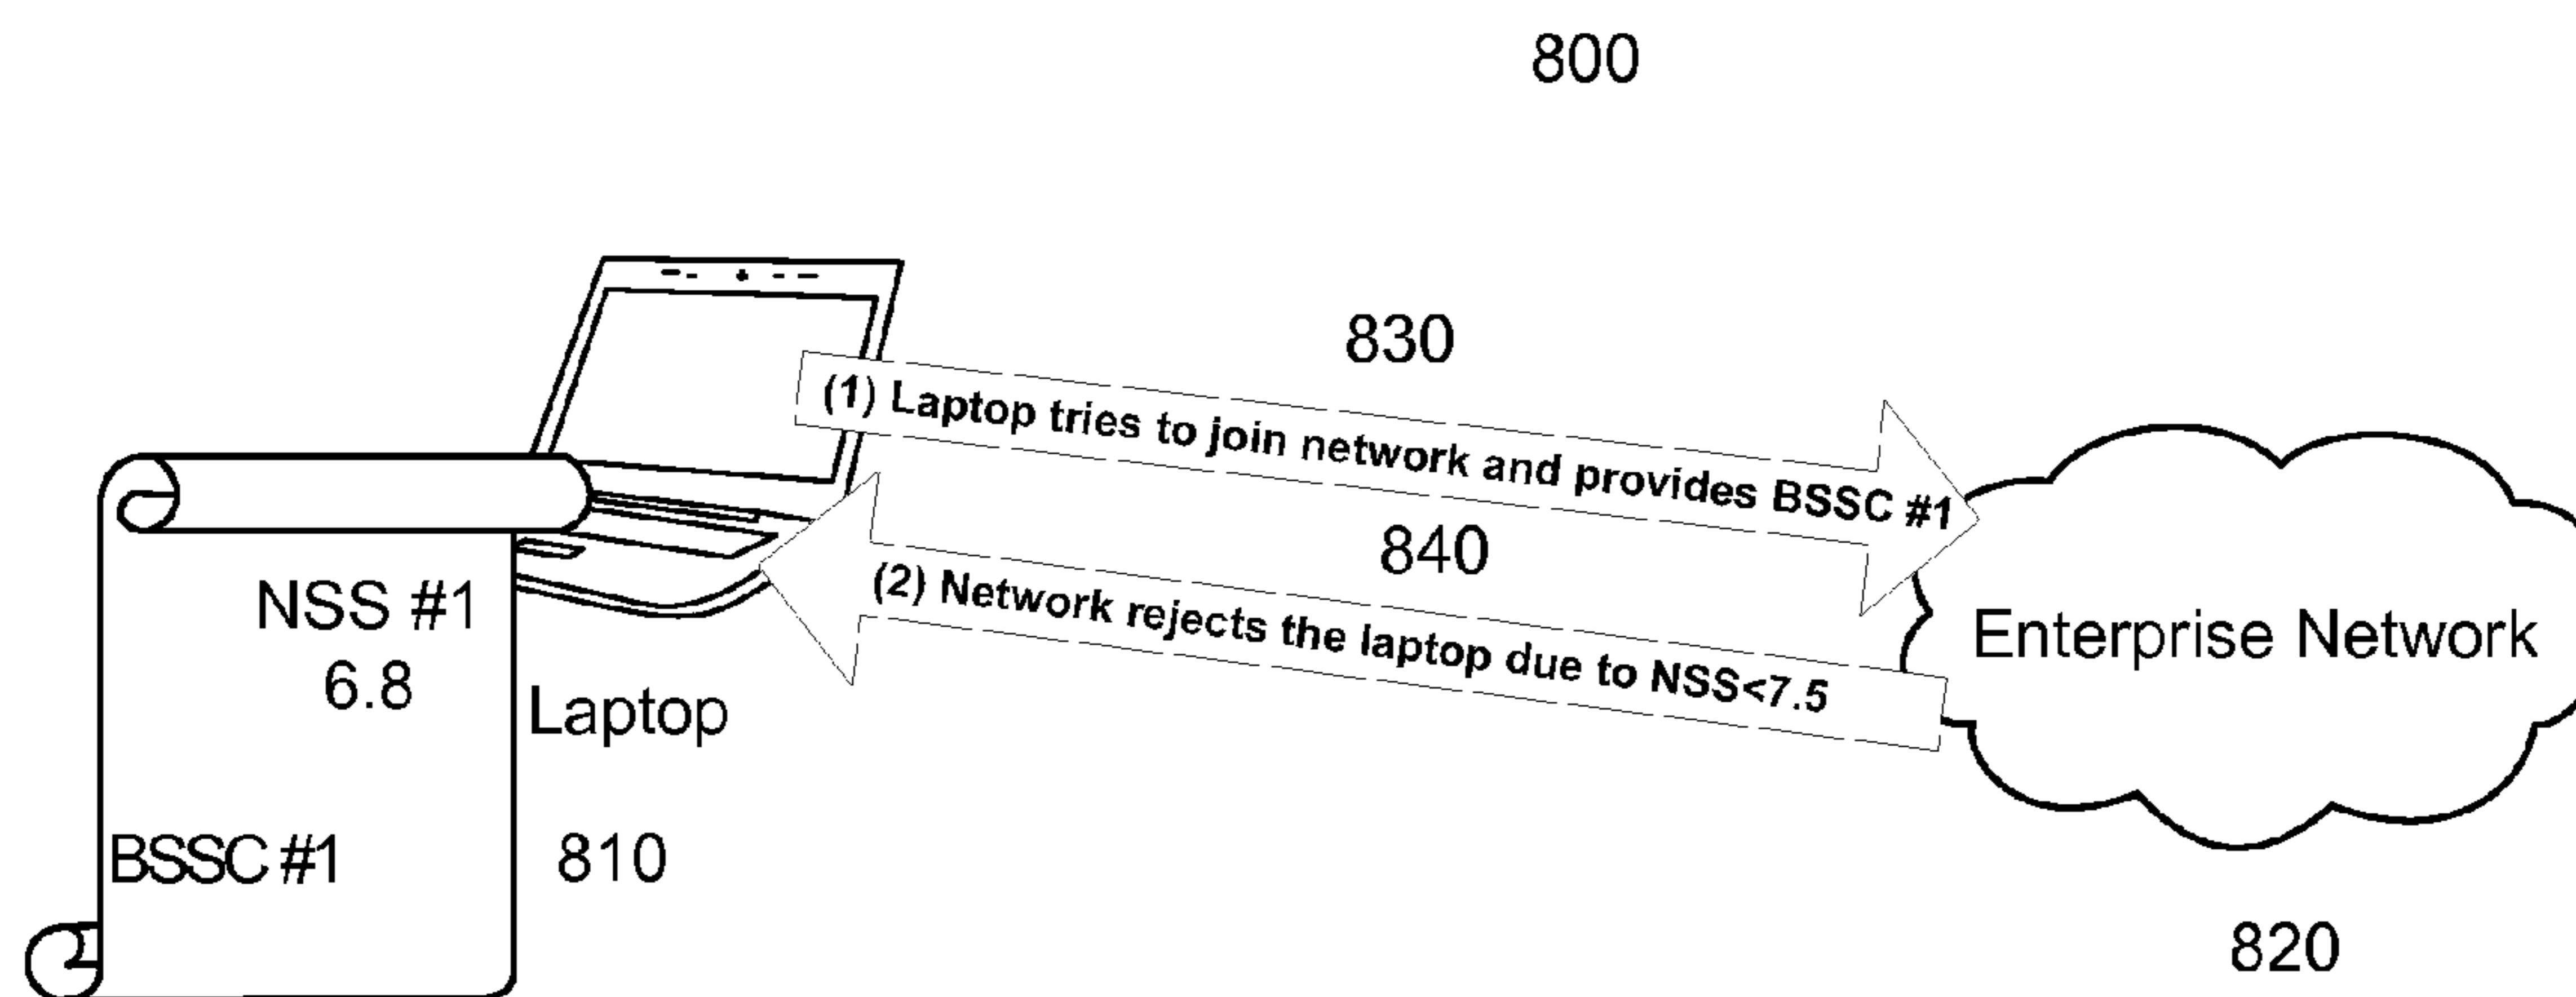 800
830
(1) Laptop tries to join network and provides BSSC #1
840
(2) Network rejects the laptop due to NSS<7.5
NSS #1
6.8
Laptop
BSSC #1
810
Enterprise Network
820